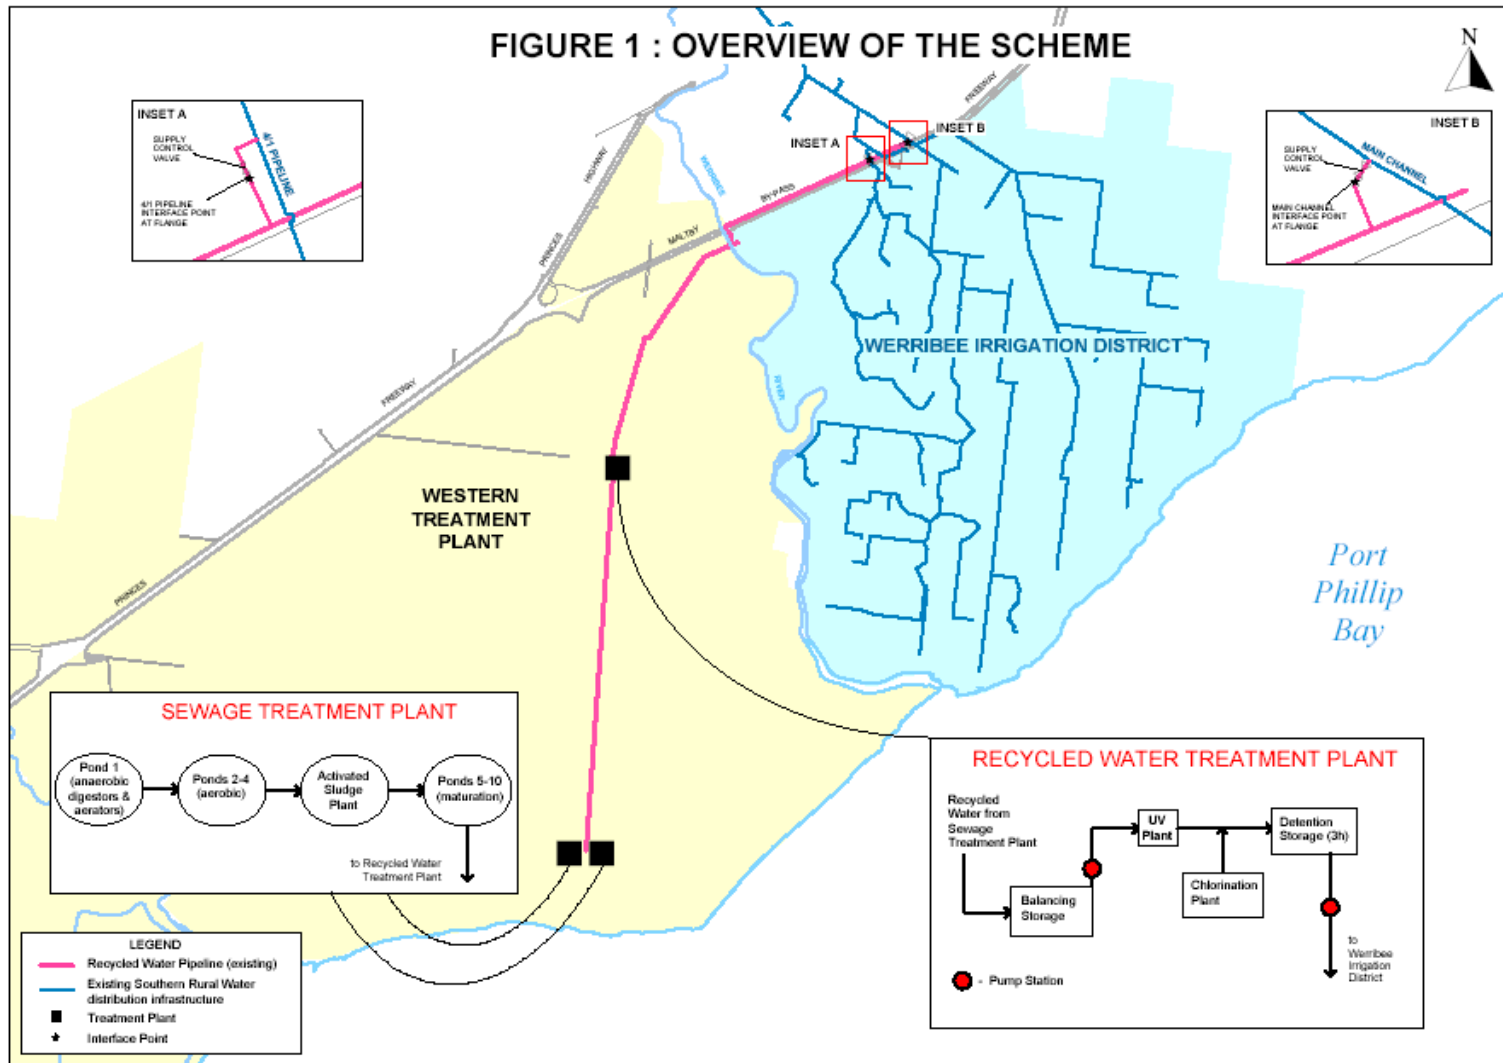 FIGURE 1 : OVERVIEW OF THE SCHEME
N
INSET A
SUPPLY
CONTROL
VALVE
4/1 PIPELINE
4/1 PIPELINE
INTERFACE POINT
AT FLANGE
INSET B
SUPPLY
CONTROL
VALVE
MAIN CHANNEL
MAIN CHANNEL
INTERFACE POINT
AT FLANGE
FREEWAY
INSET B
INSET A
HIGHWAY
WERRIBEE
BY-PASS
MALTBY
PRINCES
WERRIBEE IRRIGATION DISTRICT
RIVER
FREEWAY
WESTERN
TREATMENT
PLANT
PRINCES
Port
Phillip
Bay
SEWAGE TREATMENT PLANT
Pond 1
(anaerobic
digestors &
aerators)
Ponds 2-4
(aerobic)
Activated
Sludge
Plant
Ponds 5-10
(maturation)
to Recycled Water
Treatment Plant
RECYCLED WATER TREATMENT PLANT
Recycled
Water from
Sewage
Treatment Plant
Balancing
Storage
UV
Plant
Chlorination
Plant
Detention
Storage (3h)
to
Werribee
Irrigation
District
- Pump Station
LEGEND
Recycled Water Pipeline (existing)
Existing Southern Rural Water
distribution infrastructure
Treatment Plant
Interface Point